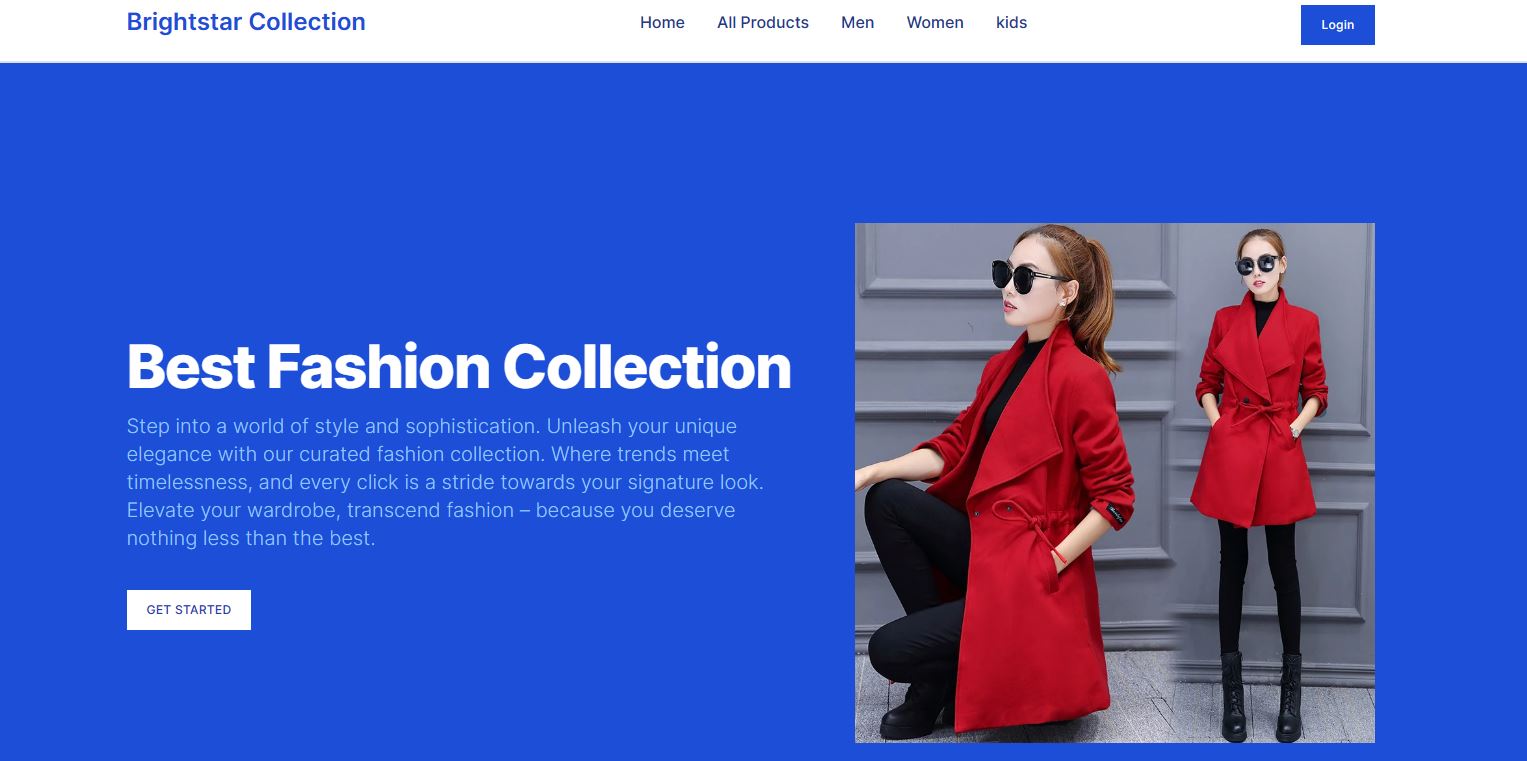 Brightstar Collection
Home
All Products
Men
Women
kids
Login
Best Fashion Collection
Step into a world of style and sophistication. Unleash your unique
elegance with our curated fashion collection. Where trends meet
timelessness, and every click is a stride towards your signature look.
Elevate your wardrobe, transcend fashion – because you deserve
nothing less than the best.
GET STARTED